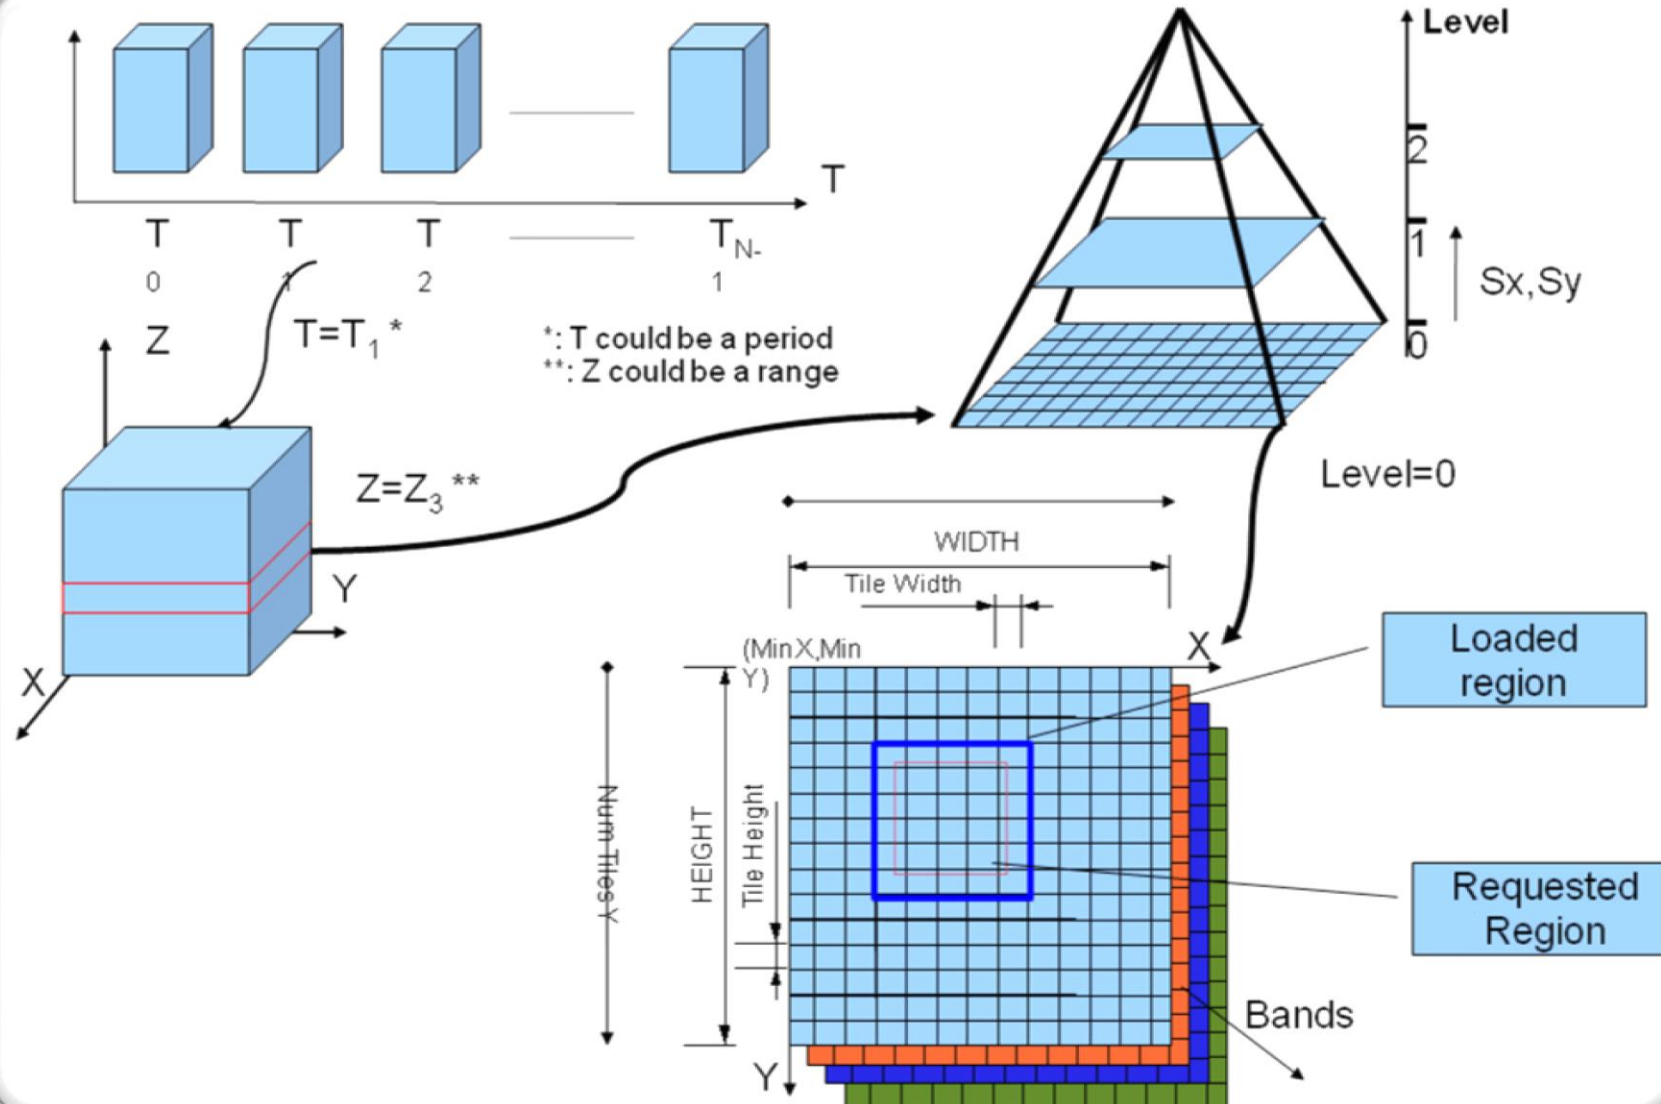 T
T
T
T
T N-
0
1
2
1
T=T1 *
Z
*: T could be a period
**: Z could be a range
Z=Z3 **
Y
X
Level
2
1
0
Sx,Sy
Level=0
WIDTH
Tile Width
(MinX,Min
Y)
X
Num Tiles Y
HEIGHT
Tile Height
Y
Loaded
region
Requested
Region
Bands